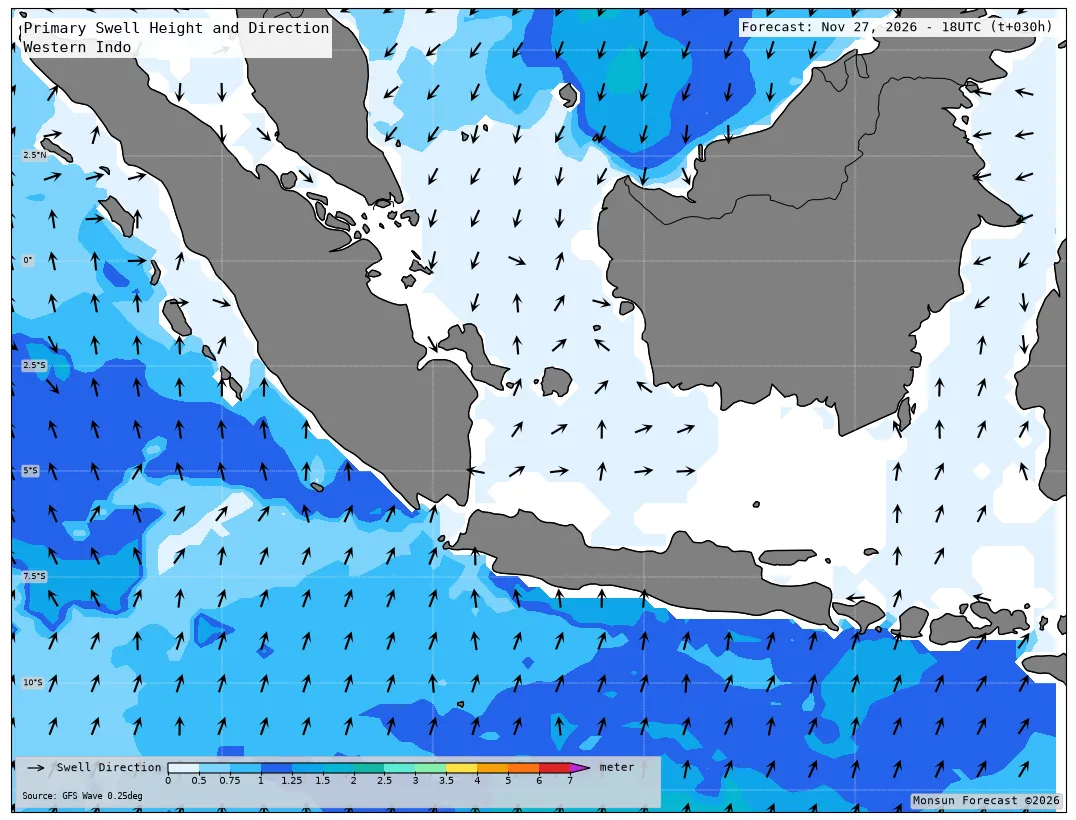 Primary Swell Height and Direction
Western Indo
Forecast: Nov 27, 2026 - 18UTC (t+030h)
2.5°N
0°
2.5°S
5°S
7.5°S
10°S
Swell Direction
0 0.5 0.75 1 1.25 1.5 2 2.5 3 3.5 4 5 6 7
meter
Source: GFS Wave 0.25deg
Monsun Forecast ©2026